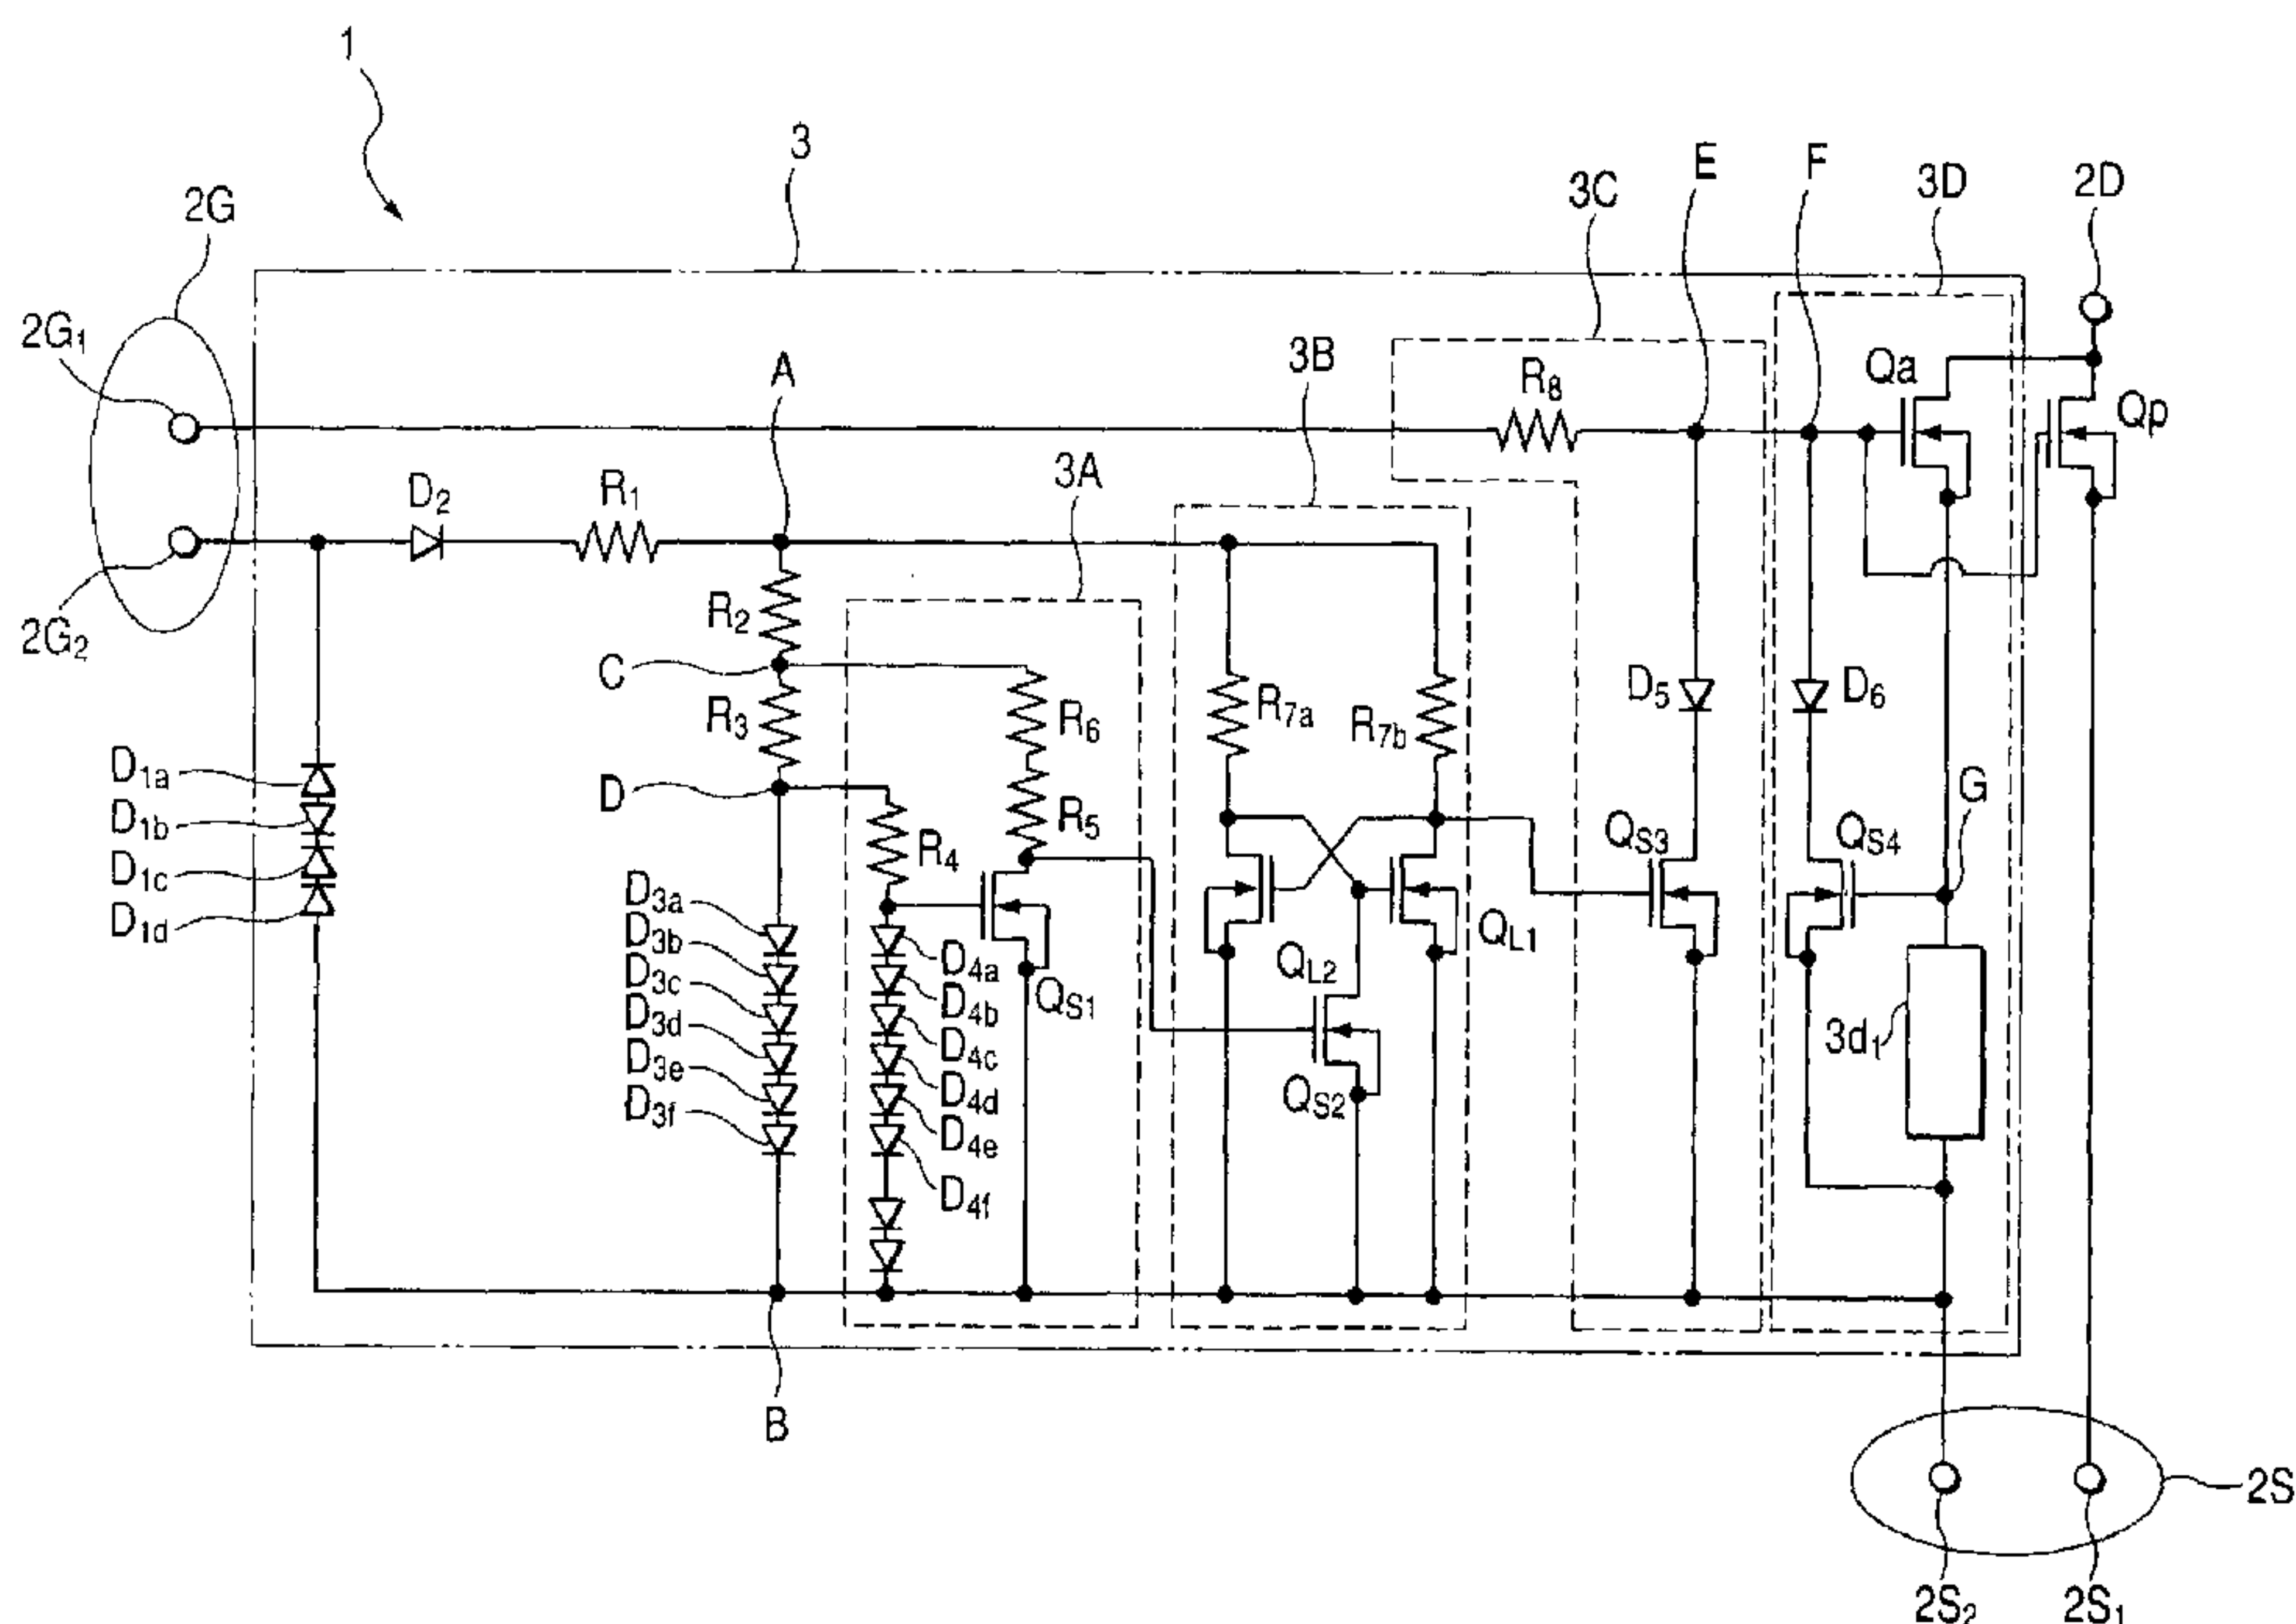 1
3
2G
2G1
2G2
A
3A
3B
3C
E
F
3D
2D
R8
Qa
Qp
D2
R1
R2
C
R3
D
R6
R5
R4
R7a
R7b
D5
D6
G
D1a
D1b
D1c
D1d
D3a
D3b
D3c
D3d
D3e
D3f
D4a
D4b
D4c
D4d
D4e
D4f
QS1
QL2
QL1
QS2
QS3
QS4
3d1
B
2S
2S2
2S1